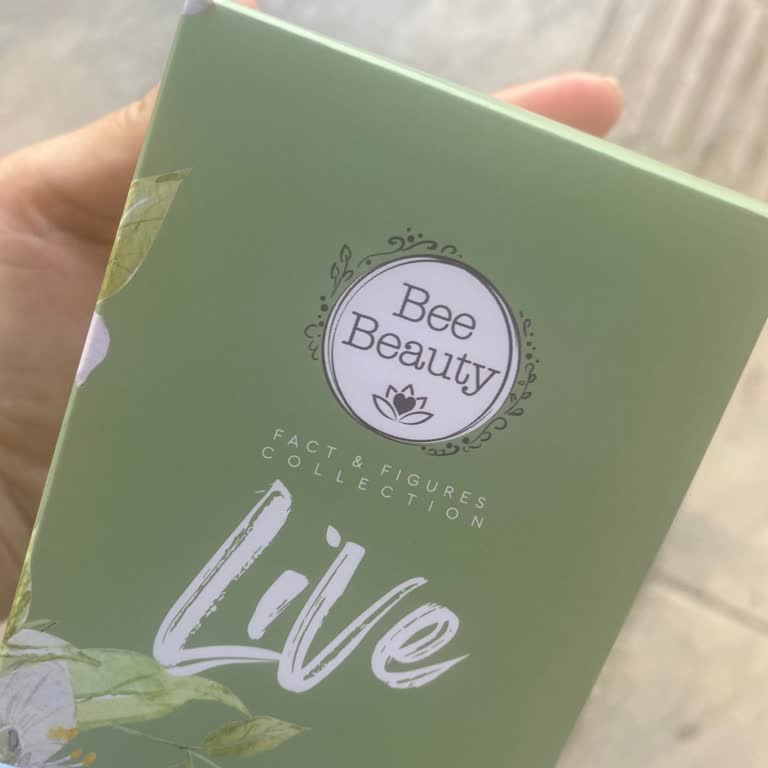 Bee
Beauty
FACT & FIGURES
COLLECTION
Live